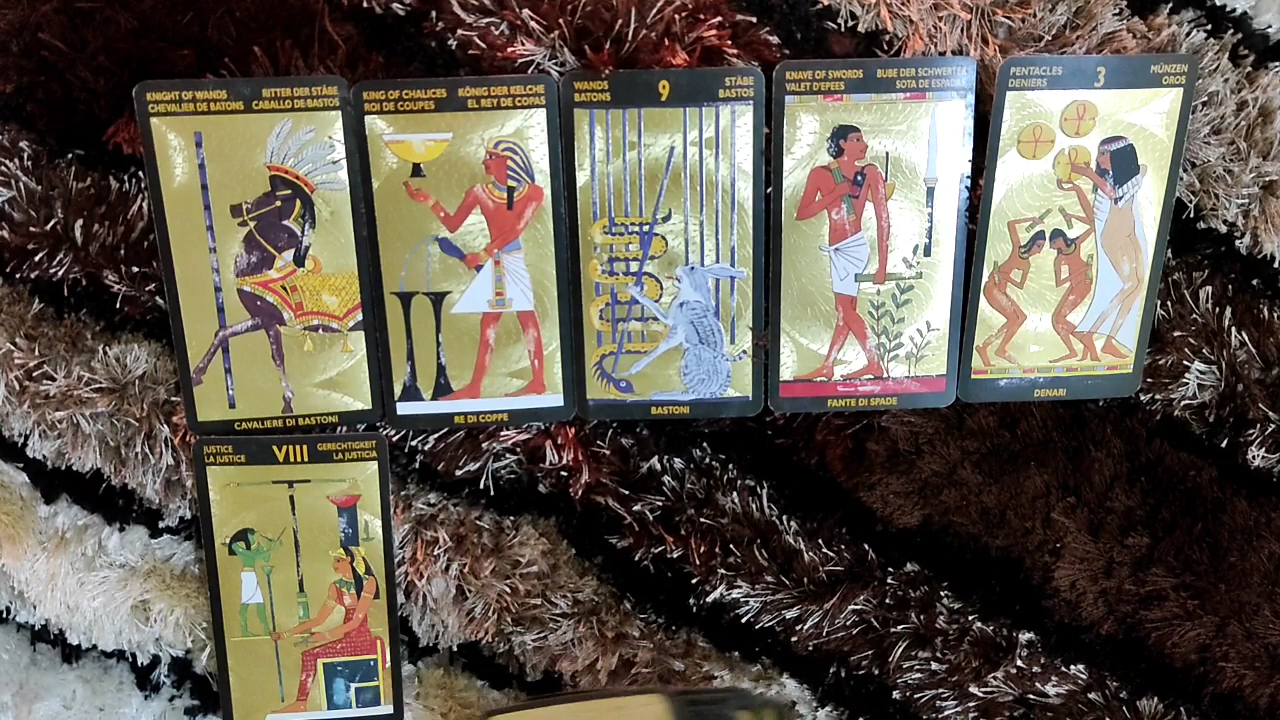 KNIGHT OF WANDS RITTER DER STÄBE
CHEVALIER DE BATONS CABALLO DE BASTOS
CAVALIERE DI BASTONI
KING OF CHALICES KÖNIG DER KELCHE
ROI DE COUPES EL REY DE COPAS
RE DI COPPE
WANDS 9 STÄBE
BATONS BASTOS
BASTONI
KNAVE OF SWORDS BUBE DER SCHWERTER
VALET D'EPEES SOTA DE ESPADAS
FANTE DI SPADE
PENTACLES 3 MÜNZEN
DENIERS OROS
DENARI
JUSTICE VIII GERECHTIGKEIT
LA JUSTICE LA JUSTICIA